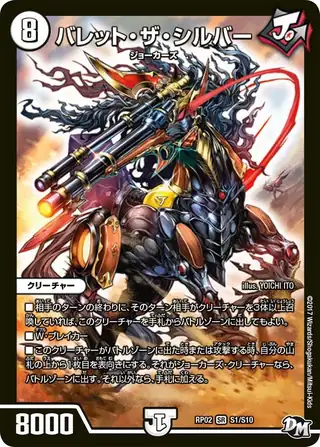 8
バレット・ザ・シルバー
ジョーカーズ
JO
illus. YOICHI ITO
クリーチャー
■相手のターンの終わりに、そのターン相手がクリーチャーを3体以上召
喚していれば、このクリーチャーを手札からバトルゾーンに出してもよい。
■W・ブレイカー
■このクリーチャーがバトルゾーンに出た時または攻撃する時、自分の山
札の上から1枚目を表向きにする。それがジョーカーズ・クリーチャーなら、
バトルゾーンに出す。それ以外なら、手札に加える。
©2017 Wizards/Shogakukan/Mitsui-Kids
8000
RP02 SR S1/S10
DM